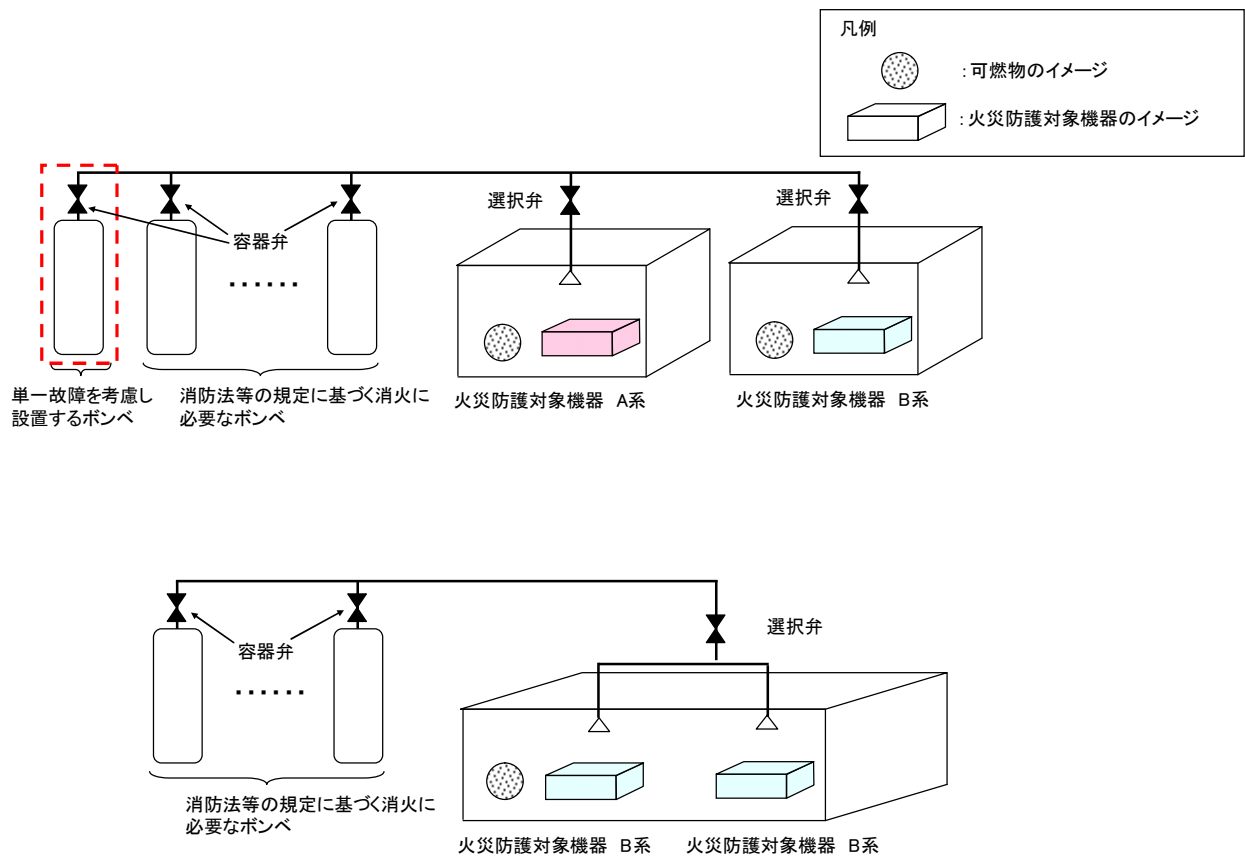 凡例
：可燃物のイメージ
：火災防護対象機器のイメージ
選択弁
選択弁
容器弁
‥‥‥
単一故障を考慮し
設置するボンベ
消防法等の規定に基づく消火に
必要なボンベ
火災防護対象機器　A系
火災防護対象機器　B系
選択弁
容器弁
‥‥‥
消防法等の規定に基づく消火に
必要なボンベ
火災防護対象機器　B系
火災防護対象機器　B系